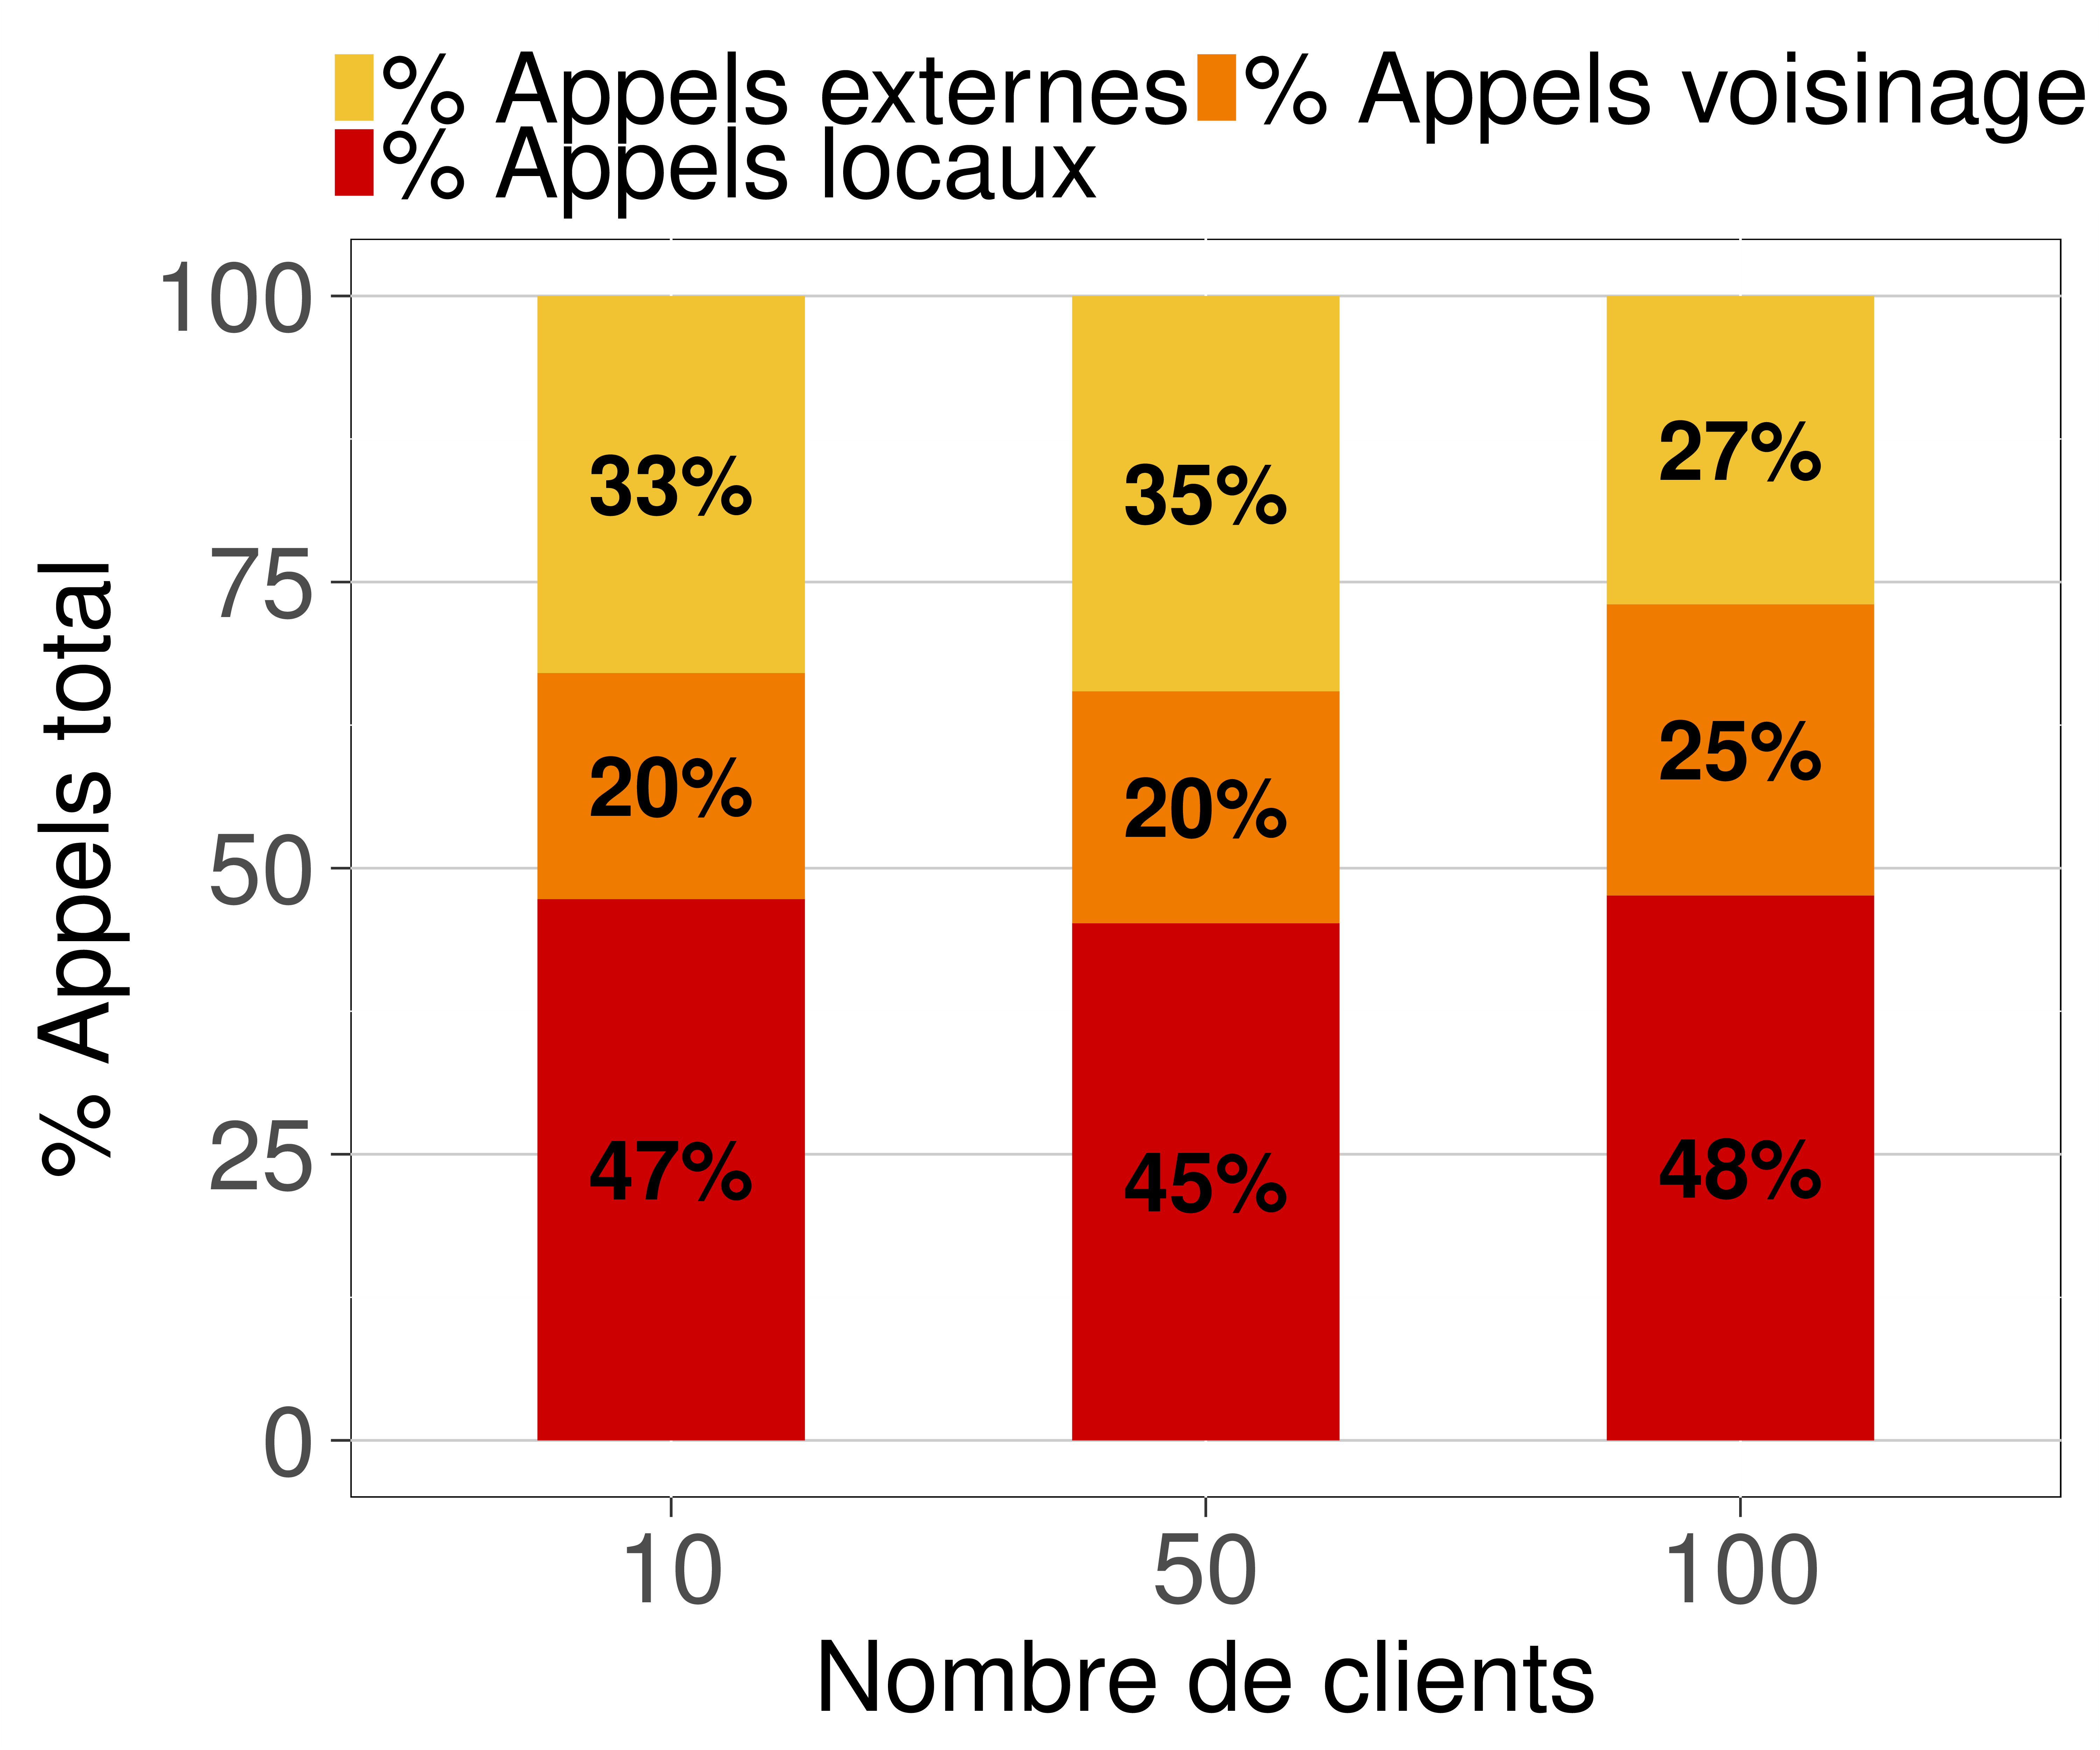 % Appels externes % Appels voisinage
% Appels locaux
% Appels total
100
75
50
25
0
33%
35%
27%
20%
20%
25%
47%
45%
48%
10 50 100
Nombre de clients